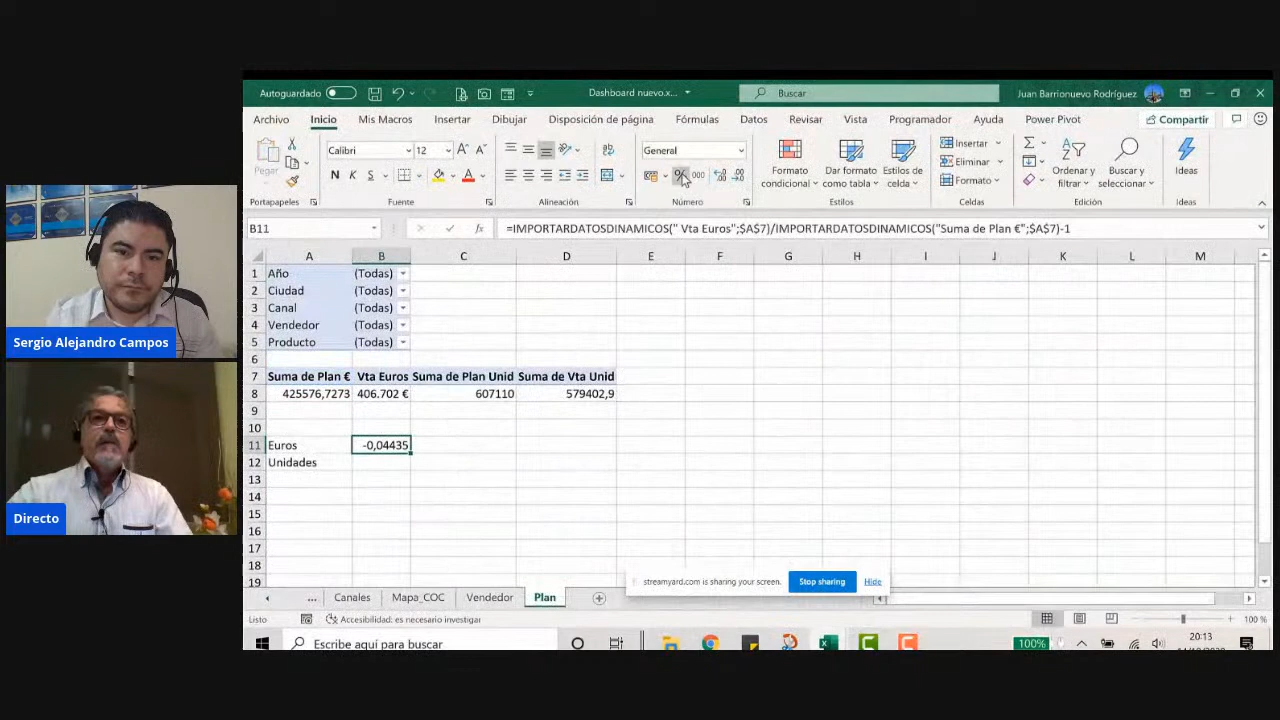 Autoguardado
Dashboard nuevo.x...
Buscar
Juan Barrionuevo Rodríguez
Archivo Inicio Mis Macros Insertar Dibujar Disposición de página Fórmulas Datos Revisar Vista Programador Ayuda Power Pivot Compartir
Pegar
Calibri 12
General
Formato condicional
Dar formato como tabla
Estilos de celda
Insertar
Eliminar
Formato
Ordenar y filtrar
Buscar y seleccionar
Ideas
N K S
% 000
Portapapeles Fuente Alineación Número Estilos Celdas Edición Ideas
B11 fx =IMPORTARDATOSDINAMICOS(" Vta Euros";$A$7)/IMPORTARDATOSDINAMICOS("Suma de Plan €";$A$7)-1
A B C D E F G H I J K L M
1 Año (Todas)
2 Ciudad (Todas)
3 Canal (Todas)
4 Vendedor (Todas)
5 Producto (Todas)
6
7 Suma de Plan € Vta Euros Suma de Plan Unid Suma de Vta Unid
8 425576,7273 406.702 € 607110 579402,9
9
10
11 Euros -0,04435
12 Unidades
13
14
15
16
17
18
19
Sergio Alejandro Campos
Directo
streamyard.com is sharing your screen. Stop sharing Hide
... Canales Mapa_COC Vendedor Plan
Listo Accesibilidad: es necesario investigar 100 %
Escribe aquí para buscar
100%
20:13